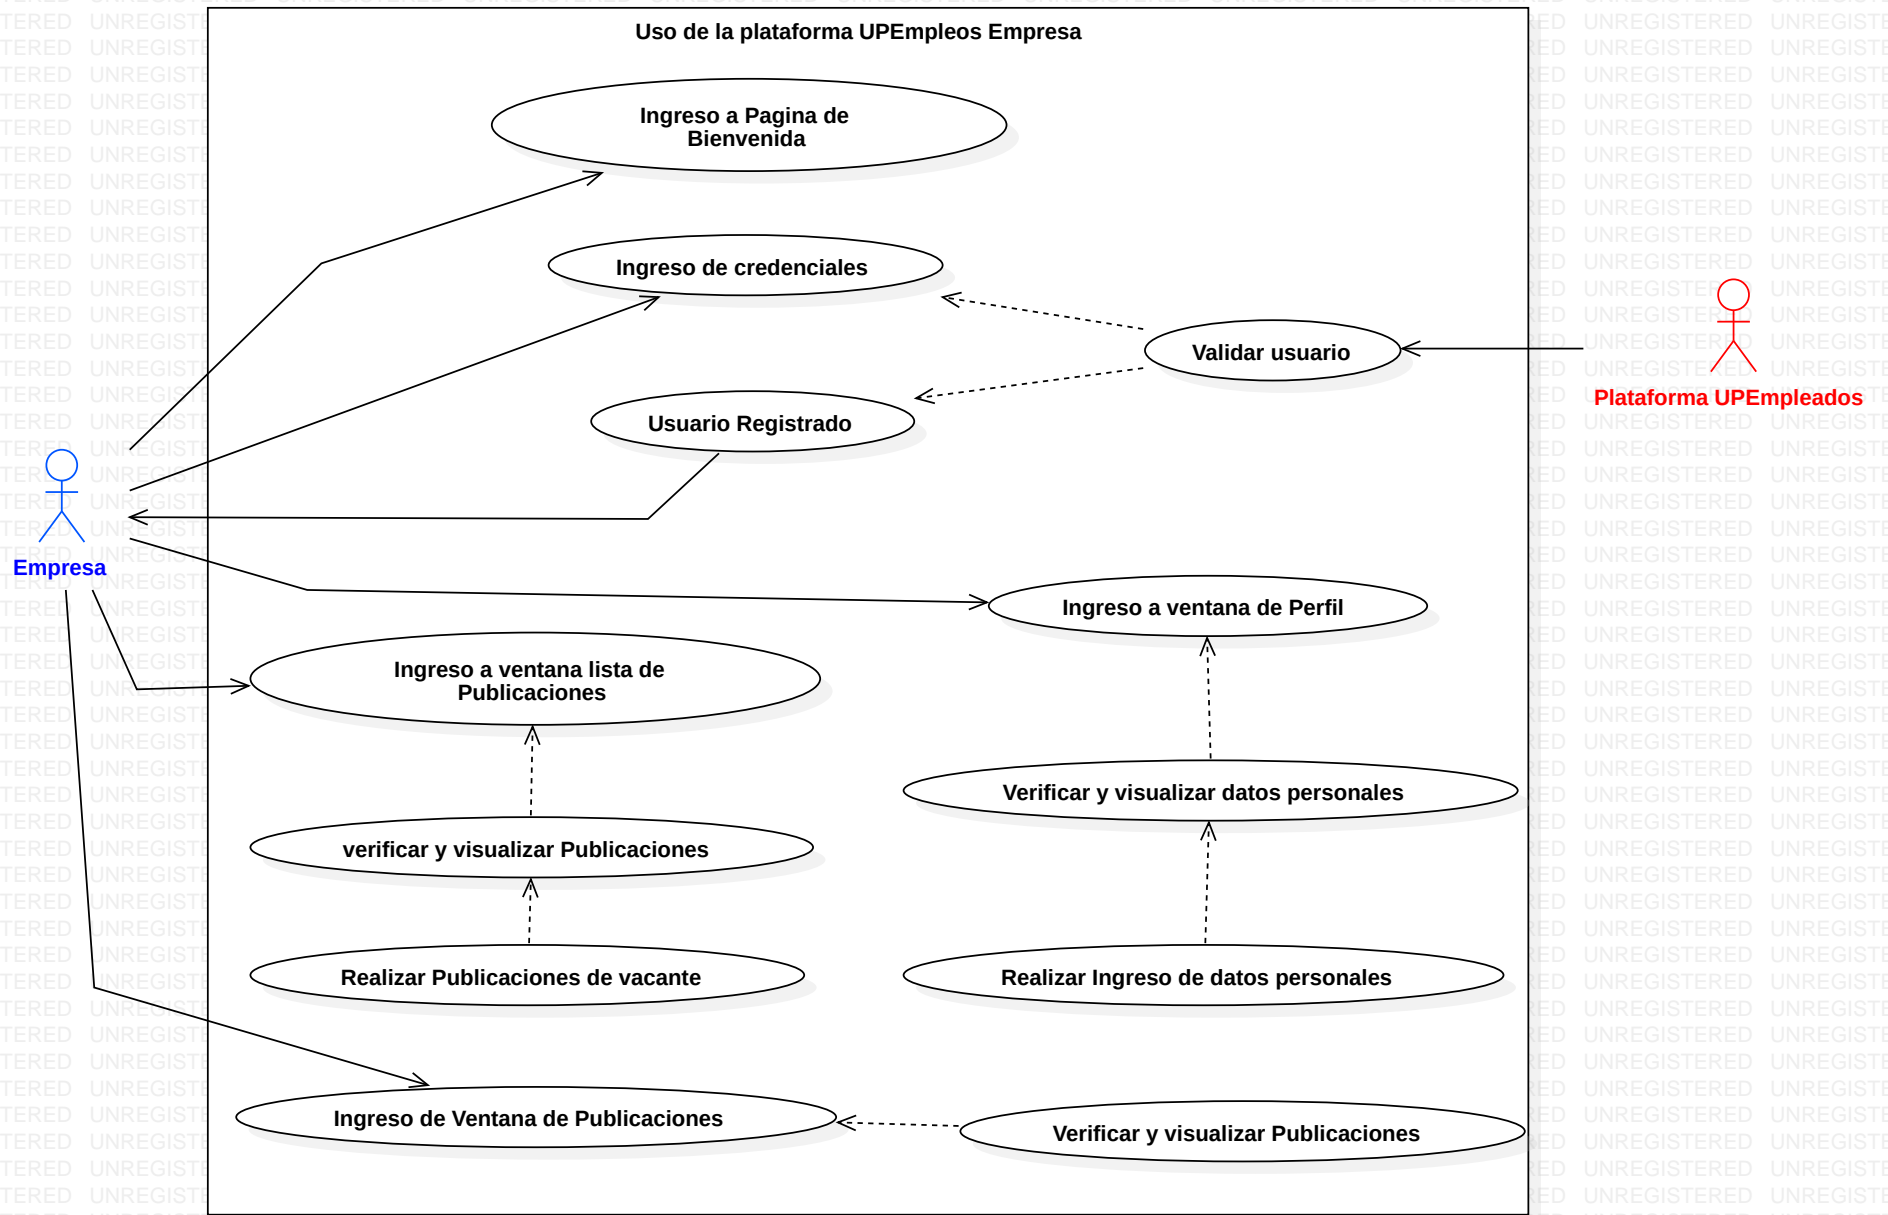 Uso de la plataforma UPEmpleos Empresa
Ingreso a Pagina de
Bienvenida
Ingreso de credenciales
Validar usuario
Plataforma UPEmpleados
Usuario Registrado
Empresa
Ingreso a ventana de Perfil
Ingreso a ventana lista de
Publicaciones
Verificar y visualizar datos personales
verificar y visualizar Publicaciones
Realizar Publicaciones de vacante
Realizar Ingreso de datos personales
Ingreso de Ventana de Publicaciones
Verificar y visualizar Publicaciones
UNREGISTERED